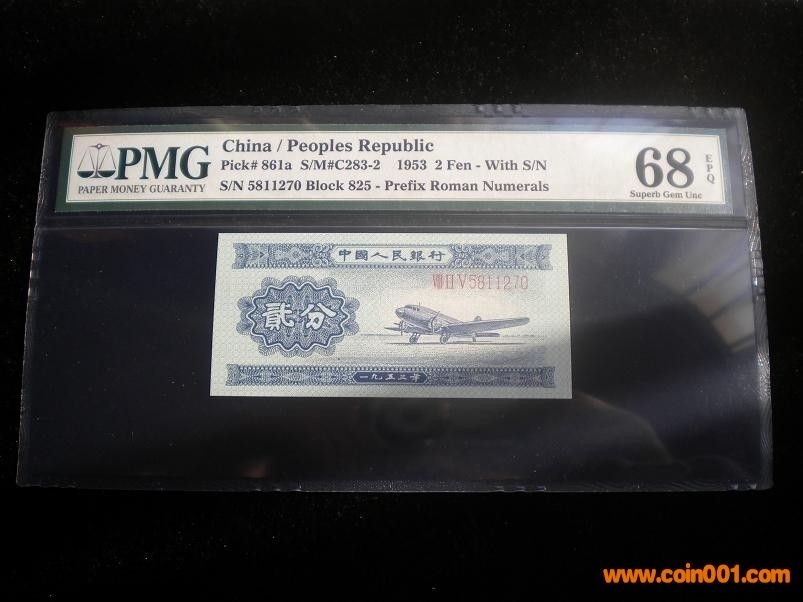 PMG
PAPER MONEY GUARANTY
China / Peoples Republic
Pick# 861a S/M#C283-2 1953 2 Fen - With S/N
S/N 5811270 Block 825 - Prefix Roman Numerals
68 EPQ
Superb Gem Unc
中國人民銀行
VIII II V 5811270
貳分
一九五三年
www.coin001.com